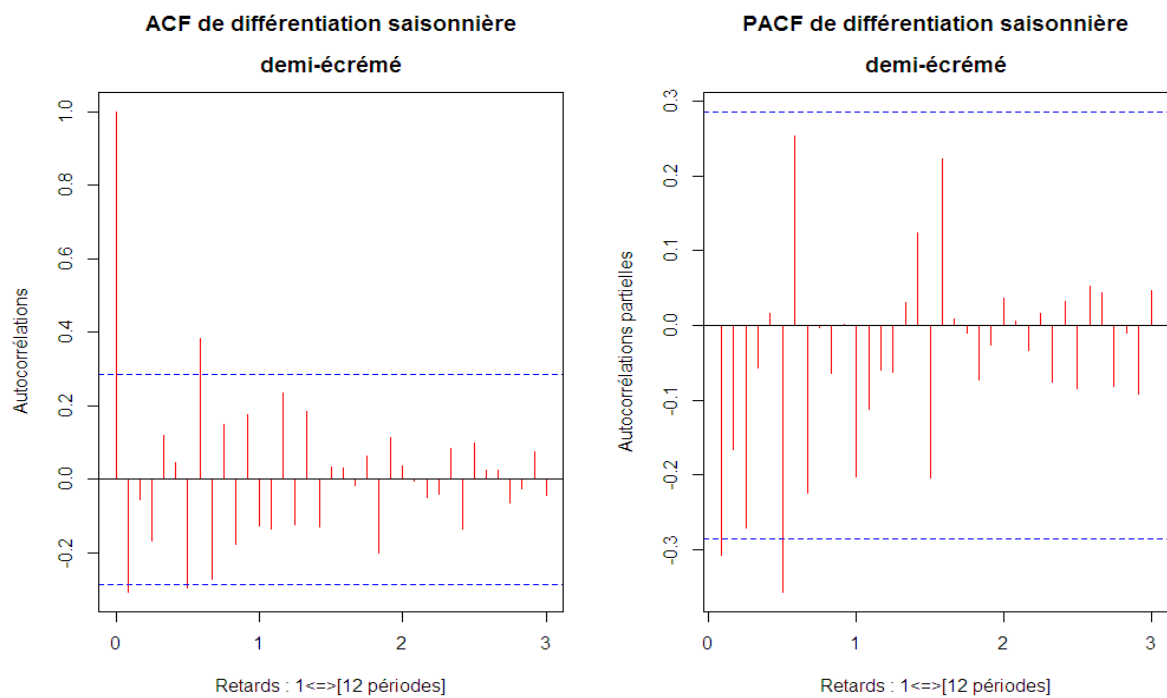 ACF de différentiation saisonnière
demi-écrémé
Autocorrélations
1.0
0.8
0.6
0.4
0.2
0.0
-0.2
0
1
2
3
Retards : 1<=>[12 périodes]
PACF de différentiation saisonnière
demi-écrémé
Autocorrélations partielles
0.3
0.2
0.1
0.0
-0.1
-0.2
-0.3
0
1
2
3
Retards : 1<=>[12 périodes]